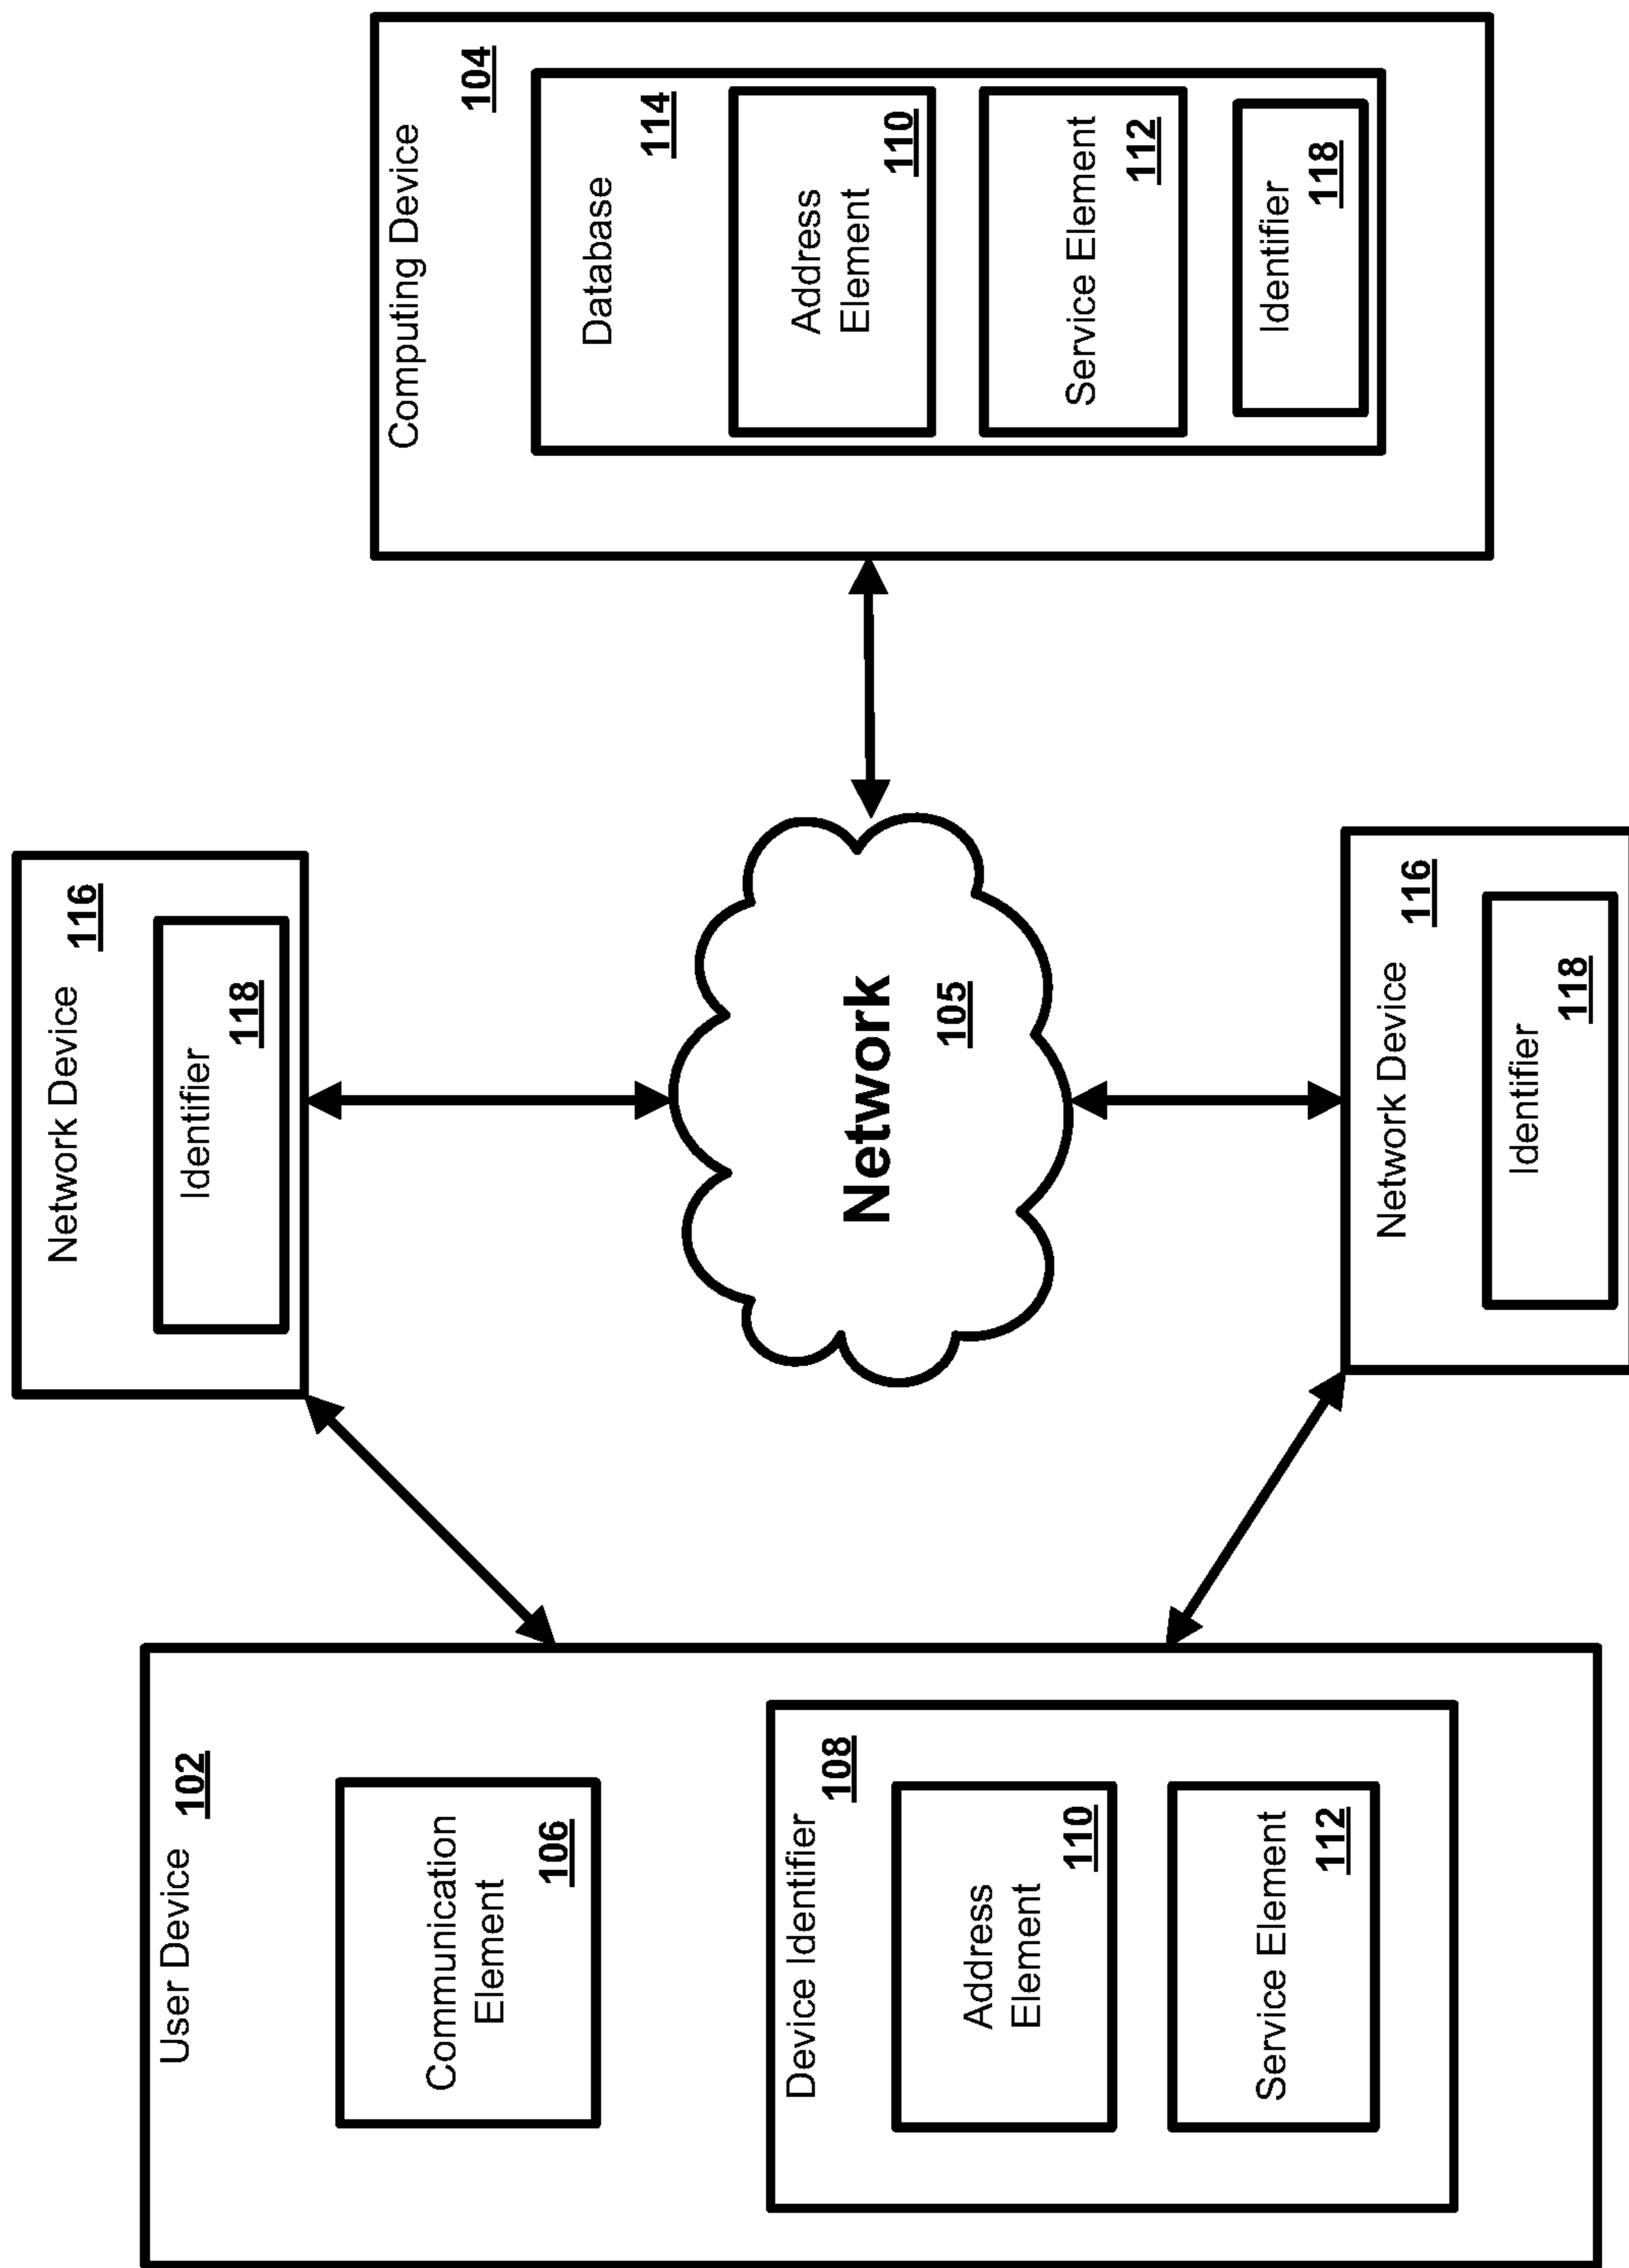 User Device
102
Communication
Element
106
Device Identifier
108
Address
Element
110
Service Element
112
Network Device
116
Identifier
118
Network
105
Network Device
116
Identifier
118
Computing Device
104
Database
114
Address
Element
110
Service Element
112
Identifier
118